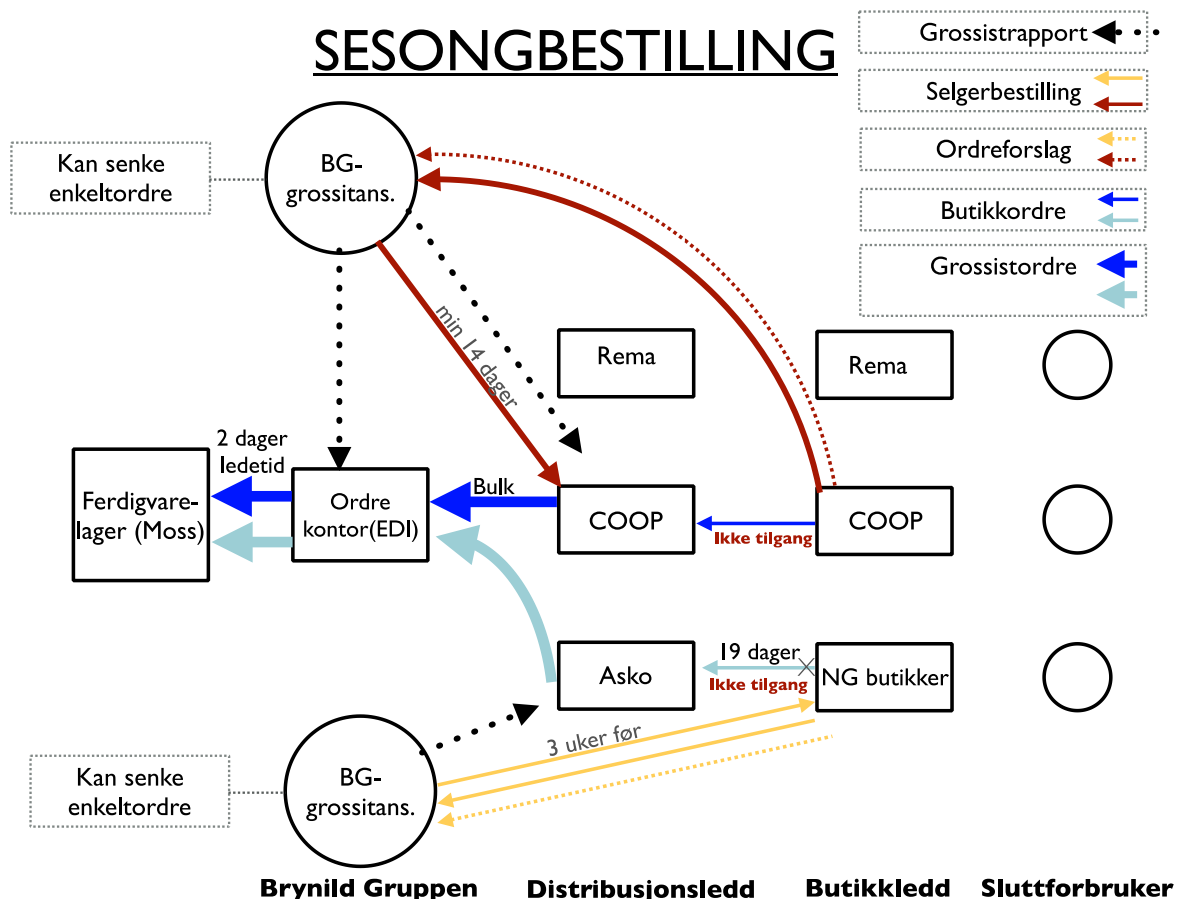 SESONGBESTILLING
Grossistrapport
Selgerbestilling
Ordreforslag
Butikkordre
Grossistordre
Kan senke
enkeltordre
BG-
grossitans.
min 14 dager
Rema
Rema
2 dager
ledetid
Ferdigvare-
lager (Moss)
Ordre
kontor(EDI)
Bulk
COOP
Ikke tilgang
COOP
19 dager
Asko
Ikke tilgang
NG butikker
3 uker før
Kan senke
enkeltordre
BG-
grossitans.
Brynild Gruppen
Distribusjonsledd
Butikkledd
Sluttforbruker